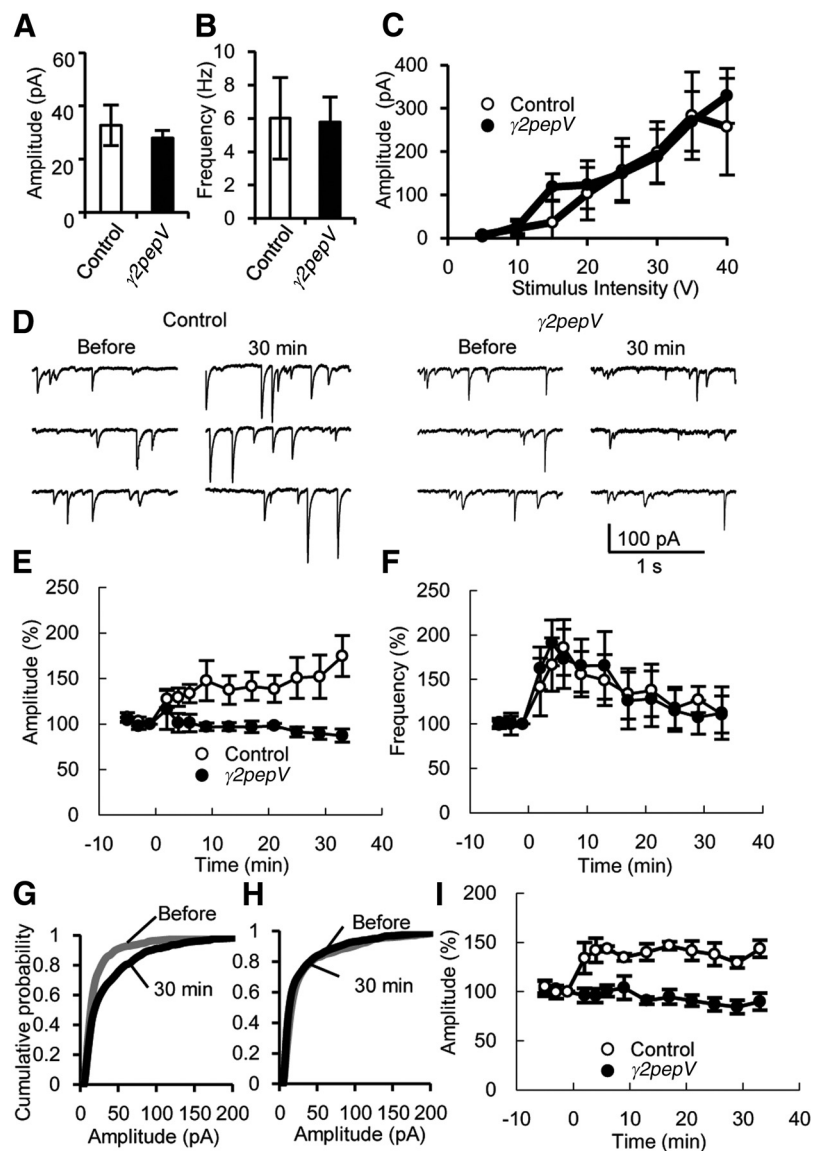 A
Amplitude (pA)
60
40
20
0
Control
γ2pepV
B
Frequency (Hz)
10
8
6
4
2
0
Control
γ2pepV
C
Amplitude (pA)
400
300
200
100
0
Control
γ2pepV
0 10 20 30 40
Stimulus Intensity (V)
D
Control
γ2pepV
Before
30 min
Before
30 min
100 pA
1 s
E
Amplitude (%)
250
200
150
100
50
0
Control
γ2pepV
-10 0 10 20 30 40
Time (min)
F
Frequency (%)
250
200
150
100
50
0
-10 0 10 20 30 40
Time (min)
G
Cumulative probability
1
0.8
0.6
0.4
0.2
0
Before
30 min
0 50 100 150 200
Amplitude (pA)
H
1
0.8
0.6
0.4
0.2
0
Before
30 min
0 50 100 150 200
Amplitude (pA)
I
Amplitude (%)
200
150
100
50
0
Control
γ2pepV
-10 0 10 20 30 40
Time (min)